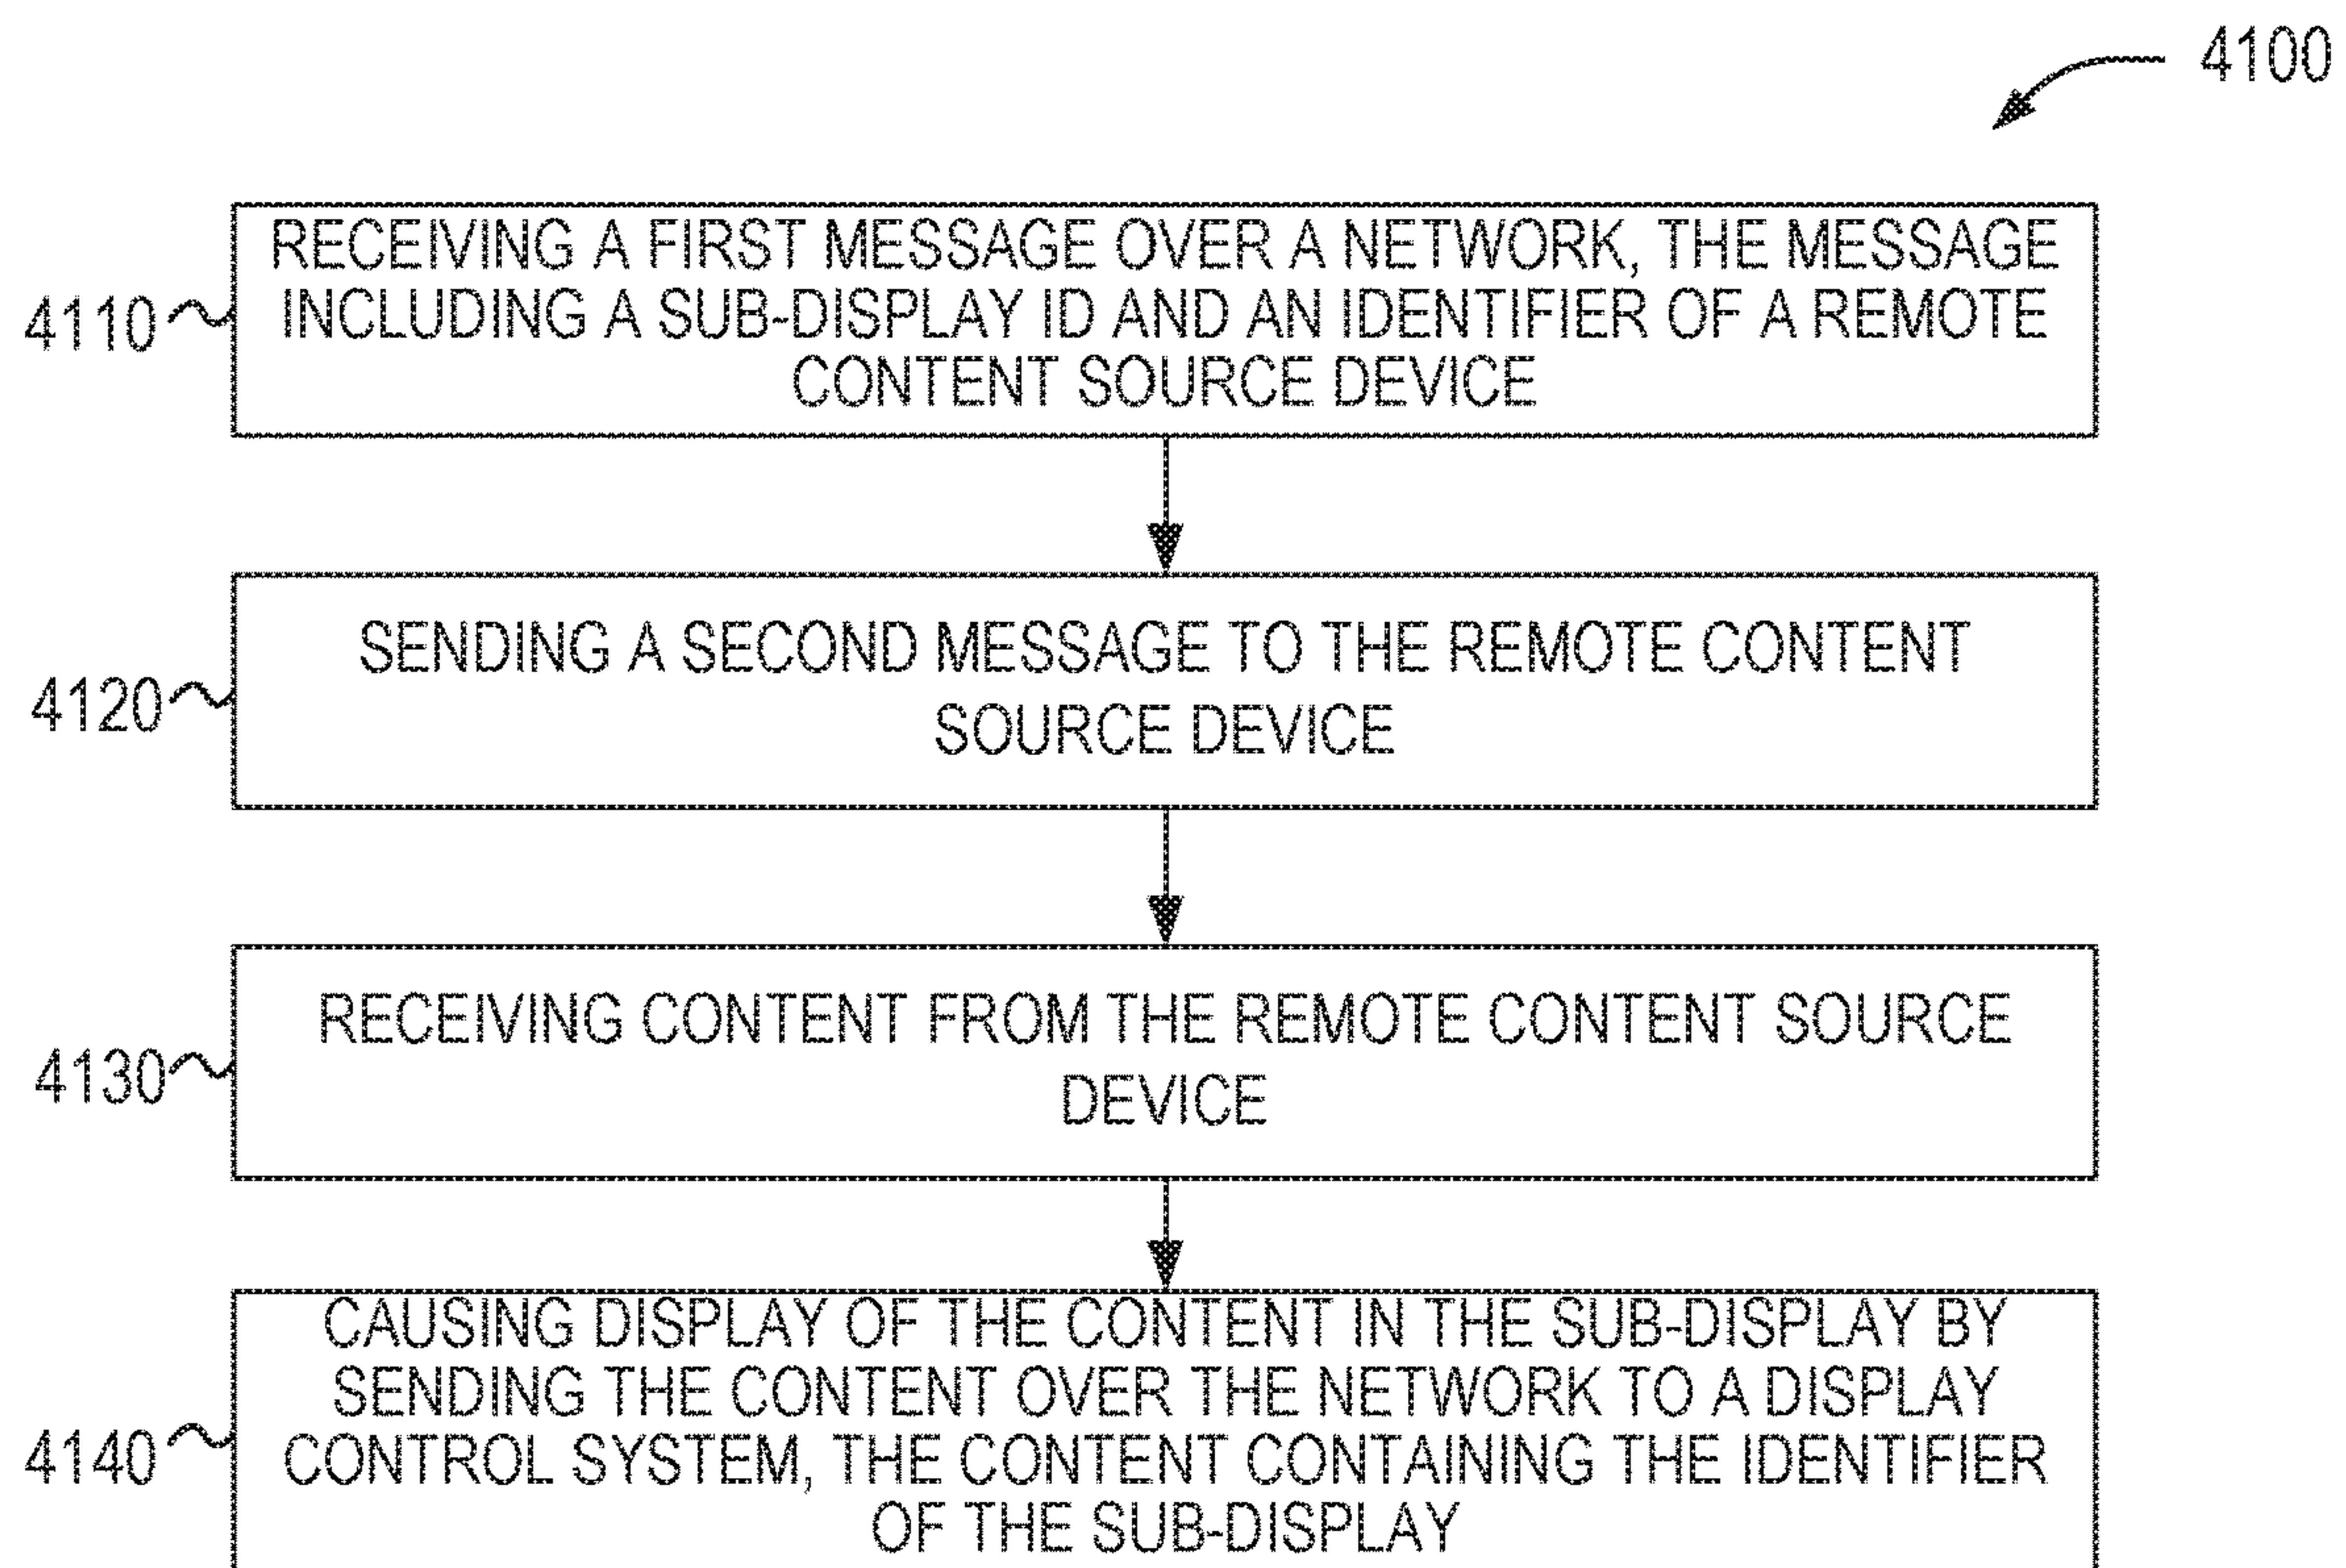 4100
RECEIVING A FIRST MESSAGE OVER A NETWORK, THE MESSAGE
INCLUDING A SUB-DISPLAY ID AND AN IDENTIFIER OF A REMOTE
CONTENT SOURCE DEVICE
4110
SENDING A SECOND MESSAGE TO THE REMOTE CONTENT
SOURCE DEVICE
4120
RECEIVING CONTENT FROM THE REMOTE CONTENT SOURCE
DEVICE
4130
CAUSING DISPLAY OF THE CONTENT IN THE SUB-DISPLAY BY
SENDING THE CONTENT OVER THE NETWORK TO A DISPLAY
CONTROL SYSTEM, THE CONTENT CONTAINING THE IDENTIFIER
OF THE SUB-DISPLAY
4140